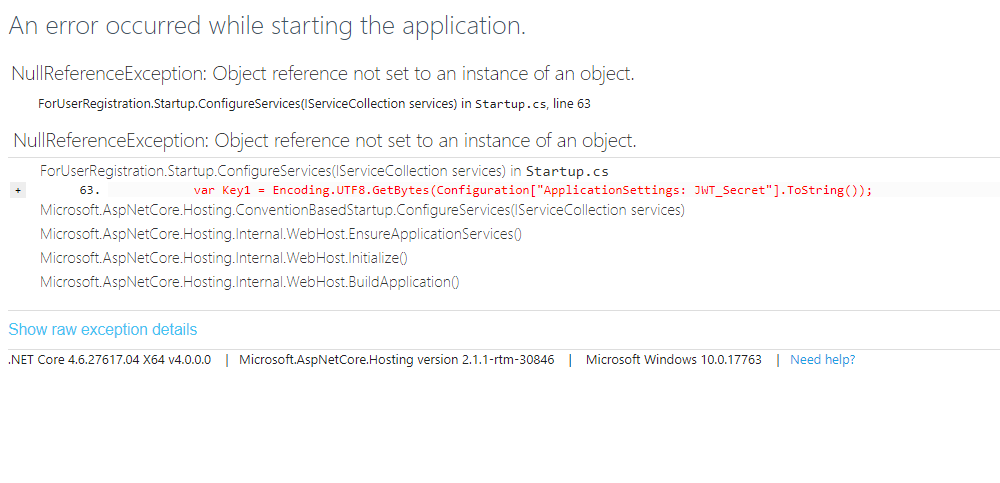 An error occurred while starting the application.
NullReferenceException: Object reference not set to an instance of an object.
ForUserRegistration.Startup.ConfigureServices(IServiceCollection services) in Startup.cs, line 63
NullReferenceException: Object reference not set to an instance of an object.
ForUserRegistration.Startup.ConfigureServices(IServiceCollection services) in Startup.cs
+ 63. var Key1 = Encoding.UTF8.GetBytes(Configuration["ApplicationSettings: JWT_Secret"].ToString());
Microsoft.AspNetCore.Hosting.ConventionBasedStartup.ConfigureServices(IServiceCollection services)
Microsoft.AspNetCore.Hosting.Internal.WebHost.EnsureApplicationServices()
Microsoft.AspNetCore.Hosting.Internal.WebHost.Initialize()
Microsoft.AspNetCore.Hosting.Internal.WebHost.BuildApplication()
Show raw exception details
.NET Core 4.6.27617.04 X64 v4.0.0.0 | Microsoft.AspNetCore.Hosting version 2.1.1-rtm-30846 | Microsoft Windows 10.0.17763 | Need help?